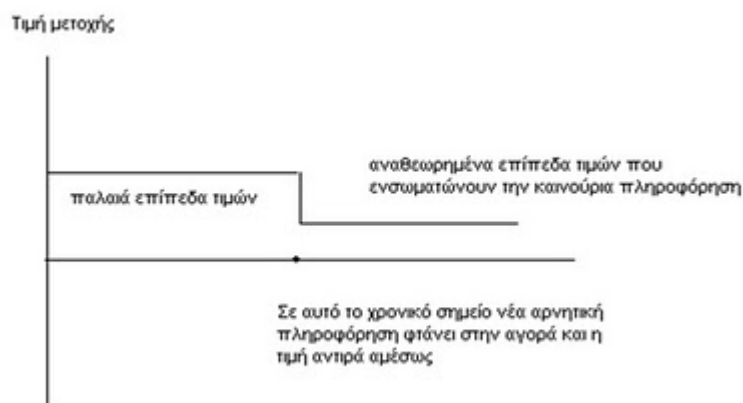 Τιμή μετοχής
αναθεωρημένα επίπεδα τιμών που
ενσωματώνουν την καινούρια πληροφόρηση
παλαιά επίπεδα τιμών
Σε αυτό το χρονικό σημείο νέα αρνητική
πληροφόρηση φτάνει στην αγορά και η
τιμή αντιρά αμέσως